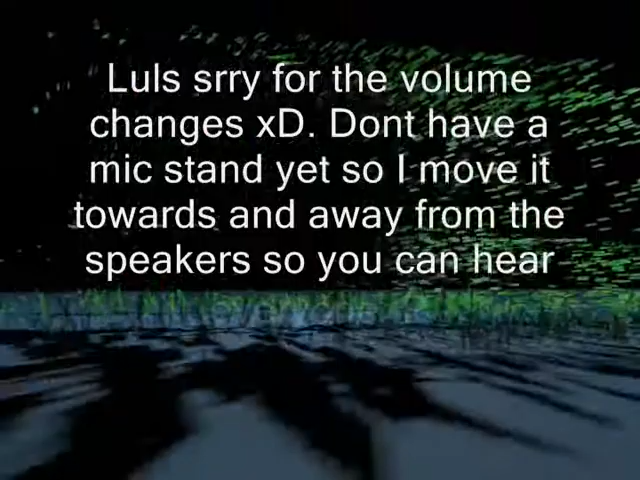 Luls srry for the volume
changes xD. Dont have a
mic stand yet so I move it
towards and away from the
speakers so you can hear